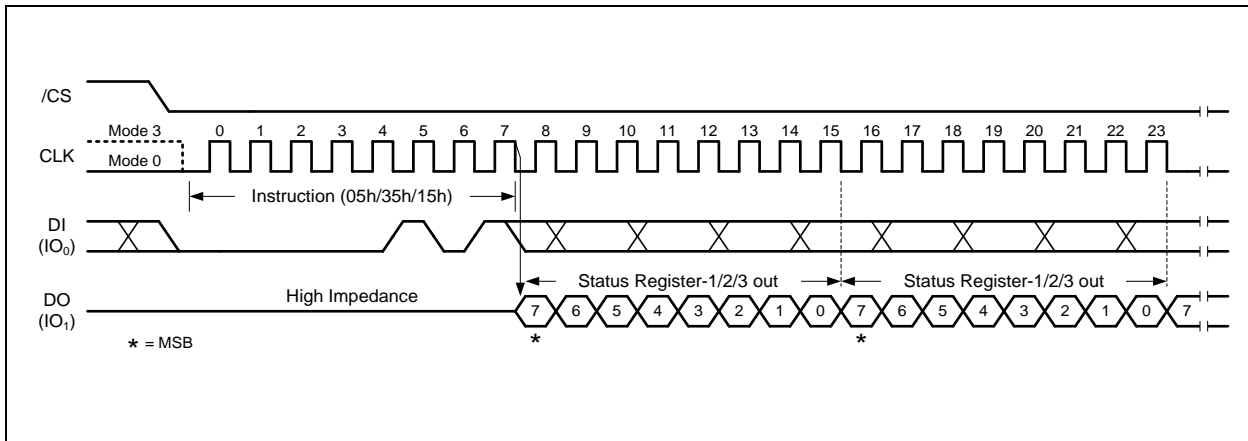 /CS
Mode 3 0 1 2 3 4 5 6 7 8 9 10 11 12 13 14 15 16 17 18 19 20 21 22 23
CLK
Mode 0
Instruction (05h/35h/15h)
DI
(IO₀)
Status Register-1/2/3 out Status Register-1/2/3 out
High Impedance
DO
(IO₁)
7 6 5 4 3 2 1 0 7 6 5 4 3 2 1 0 7
* *
* = MSB